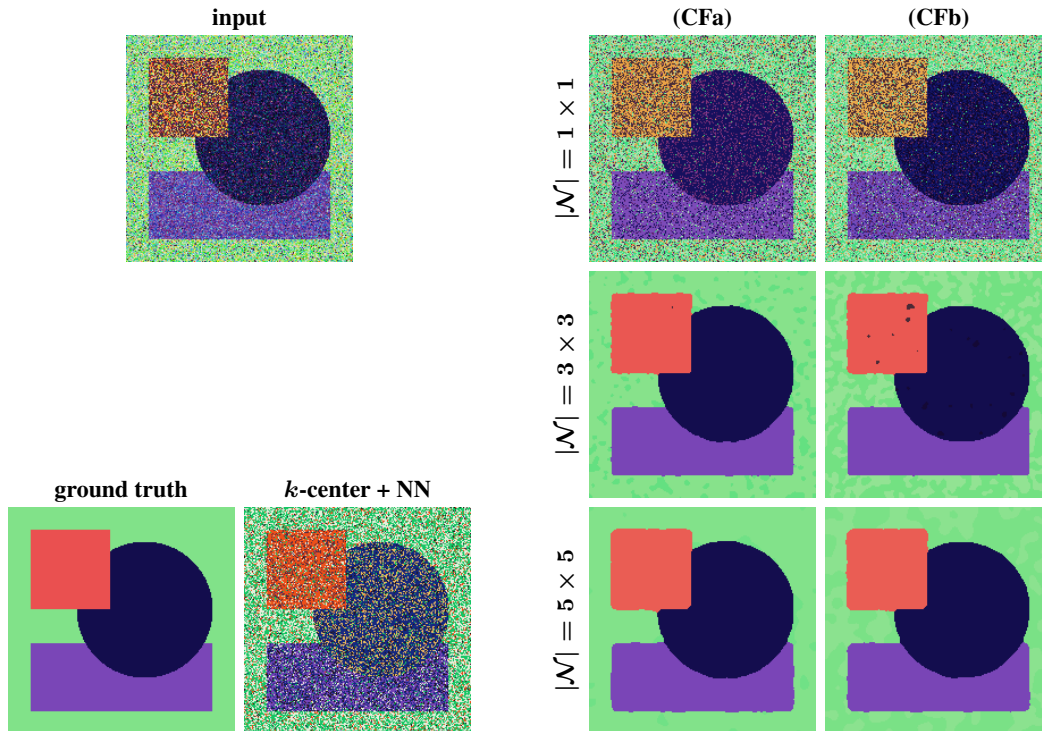 input
(CFa)
(CFb)
|𝒩| = 1 × 1
|𝒩| = 3 × 3
ground truth
k-center + NN
|𝒩| = 5 × 5